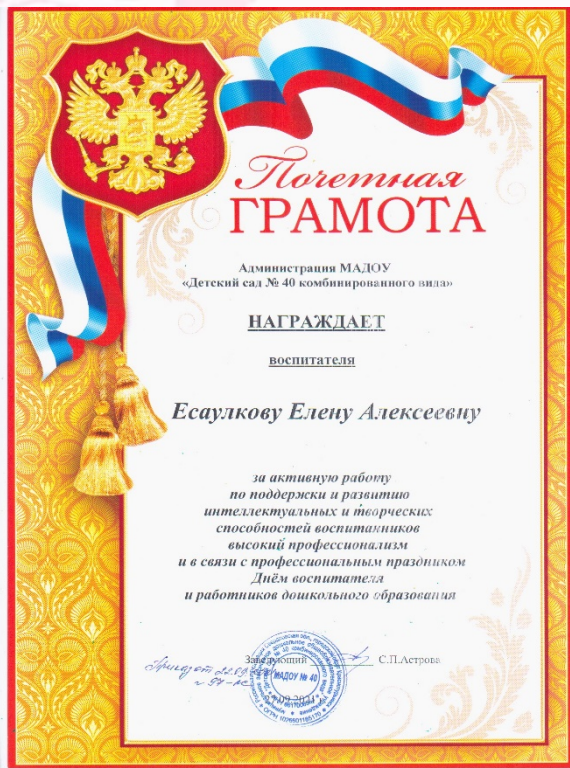 Почетная
ГРАМОТА
Администрация МАДОУ
«Детский сад № 40 комбинированного вида»
НАГРАЖДАЕТ
воспитателя
Есаулкову Елену Алексеевну
за активную работу
по поддержки и развитию
интеллектуальных и творческих
способностей воспитанников
высокий профессионализм
и в связи с профессиональным праздником
Днём воспитателя
и работников дошкольного образования
Заведующий С.П.Астрова
МАДОУ № 40